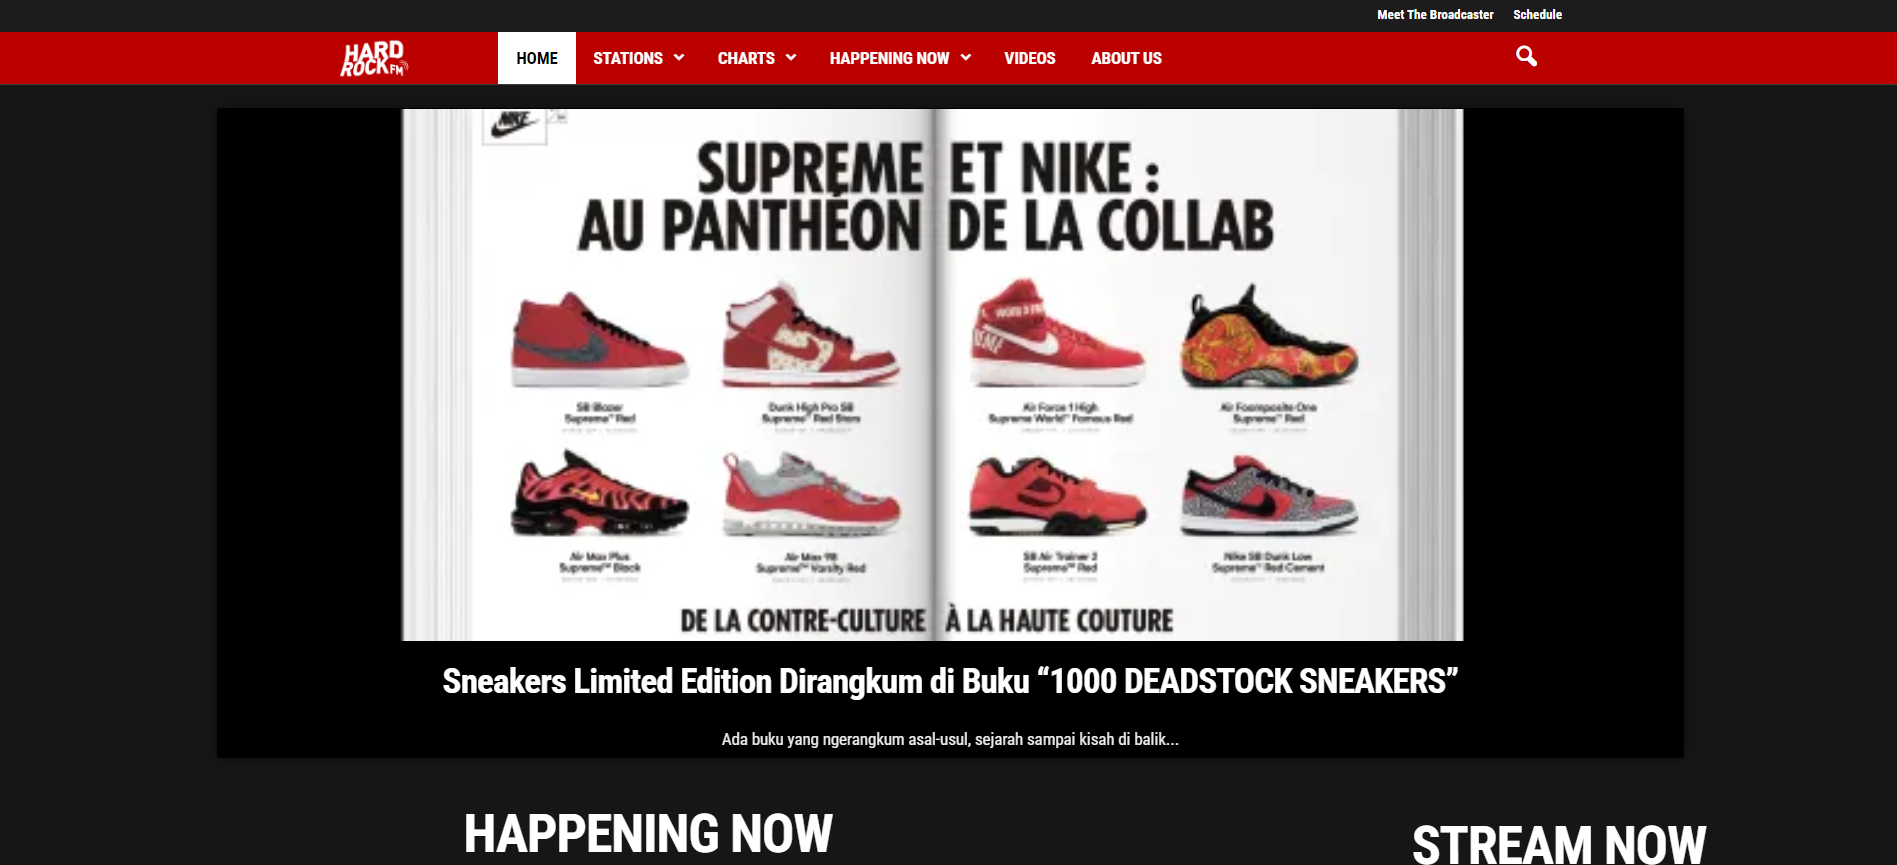 Meet The Broadcaster Schedule
HARD ROCK FM
HOME STATIONS CHARTS HAPPENING NOW VIDEOS ABOUT US
NIKE
SUPREME ET NIKE :
AU PANTHÉON DE LA COLLAB
SB Blazer
Supreme™ Red
Dunk High Pro SB
Supreme™ Red Stars
Air Force 1 High
Supreme World™ Famous Red
Air Foamposite One
Supreme™ Red
Air Max Plus
Supreme™ Black
Air Max 98
Supreme™ Varsity Red
SB Air Trainer 2
Supreme™ Red
Nike SB Dunk Low
Supreme™ Red Cement
DE LA CONTRE-CULTURE À LA HAUTE COUTURE
Sneakers Limited Edition Dirangkum di Buku “1000 DEADSTOCK SNEAKERS”
Ada buku yang ngerangkum asal-usul, sejarah sampai kisah di balik...
HAPPENING NOW
STREAM NOW